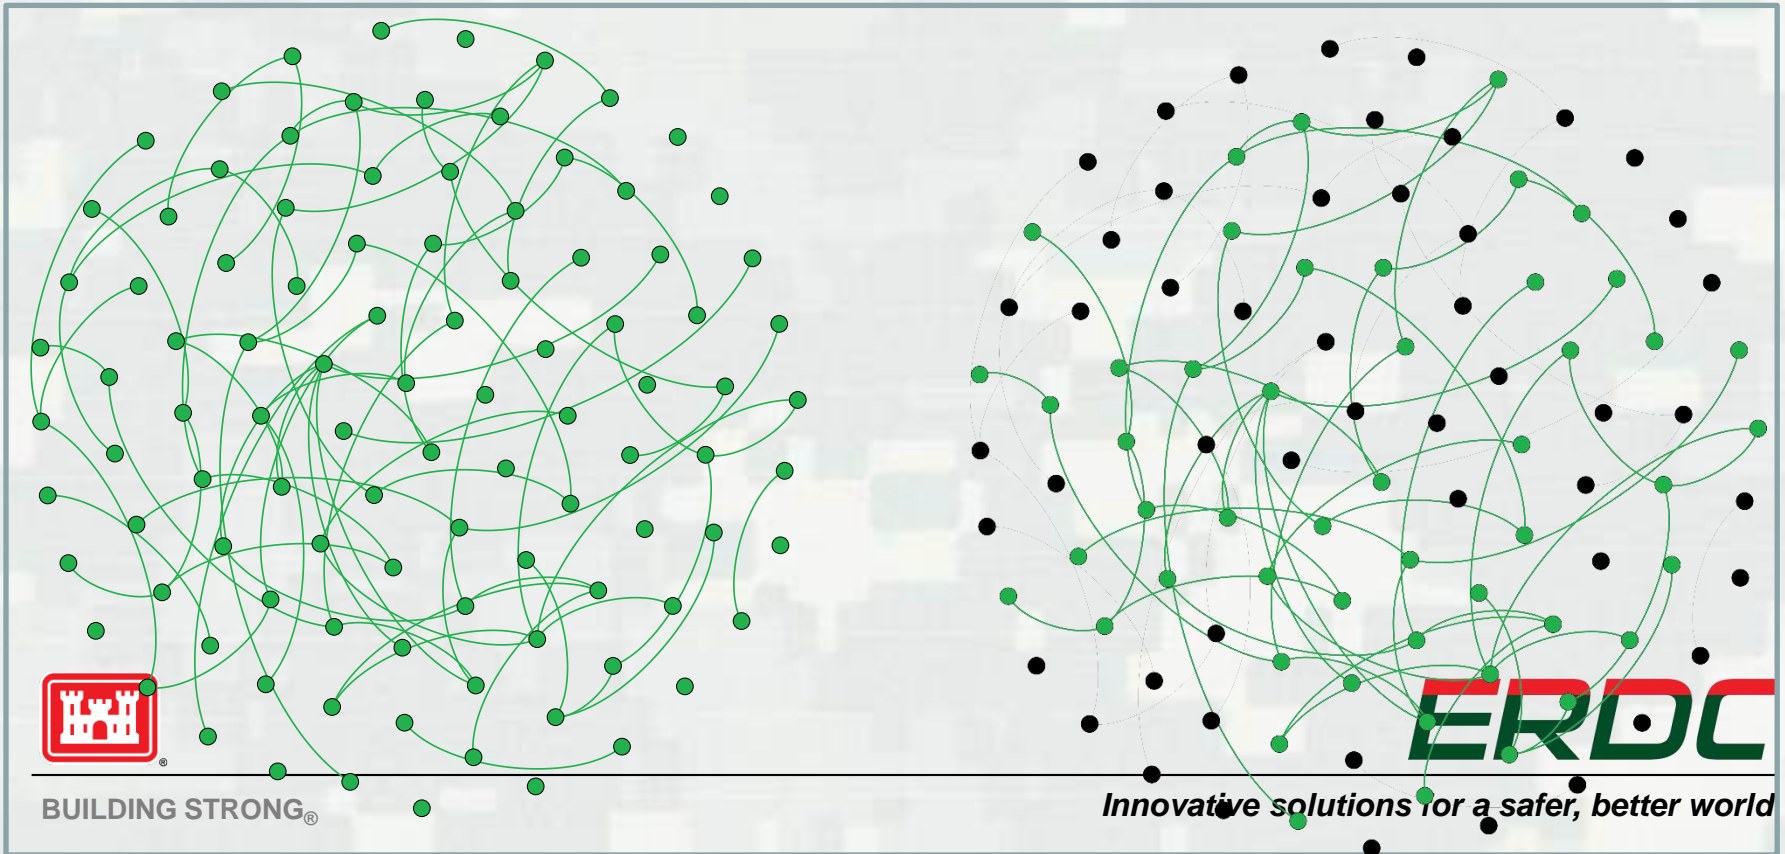 ERDC
®
BUILDING STRONG®
Innovative solutions for a safer, better world